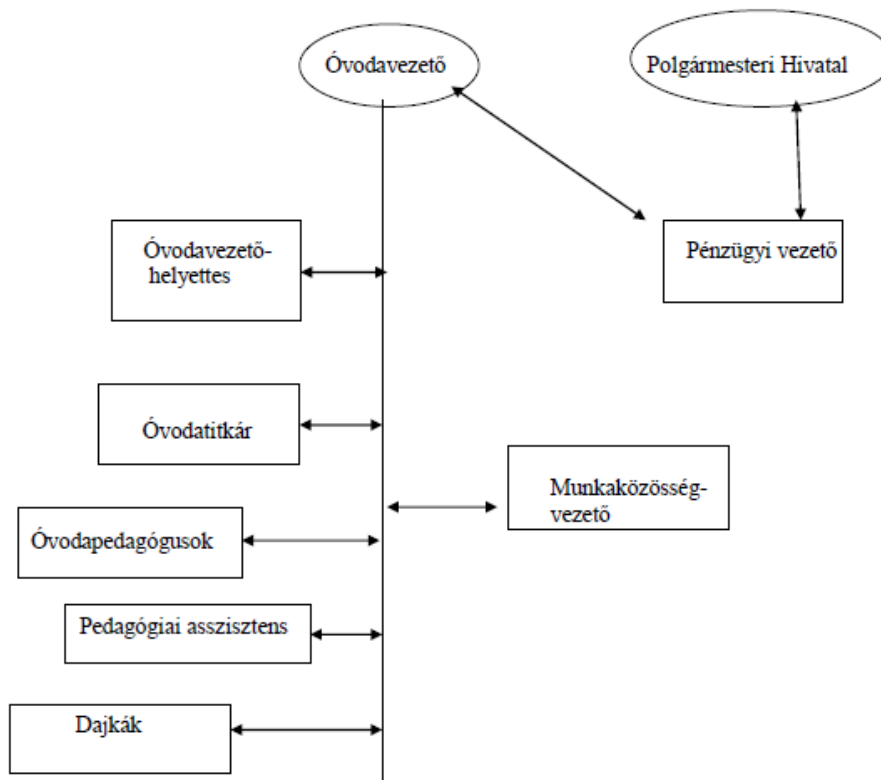 Óvodavezető
Polgármesteri Hivatal
Óvodavezető-
helyettes
Pénzügyi vezető
Óvodatitkár
Munkaközösség-
vezető
Óvodapedagógusok
Pedagógiai asszisztens
Dajkák